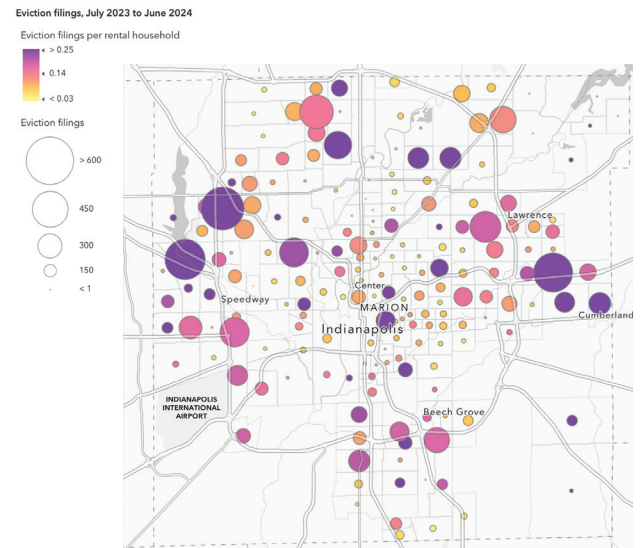 Eviction filings, July 2023 to June 2024
Eviction filings per rental household
> 0.25
0.14
< 0.03
Eviction filings
> 600
450
300
150
< 1
Lawrence
Center
Speedway
MARION
Cumberland
Indianapolis
INDIANAPOLIS
INTERNATIONAL
AIRPORT
Beech Grove